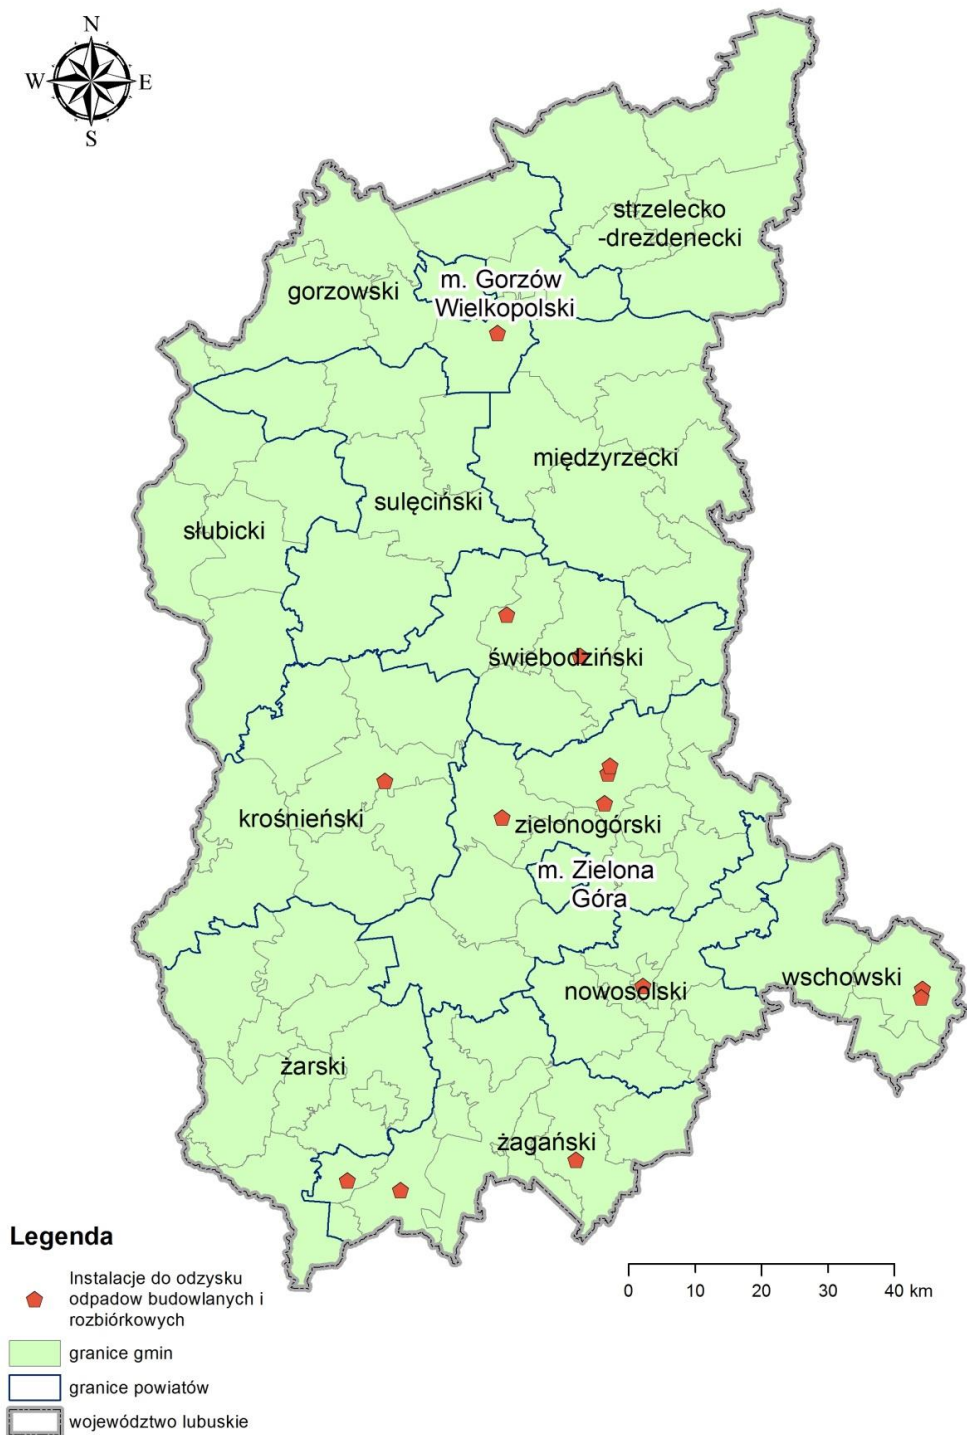 N
W E
S
strzelecko
-drezdenecki
m. Gorzów
Wielkopolski
gorzowski
międzyrzecki
sulęciński
słubicki
świebodziński
krośnieński
zielonogórski
m. Zielona
Góra
wschowski
nowosolski
żarski
żagański
Legenda
Instalacje do odzysku
odpadow budowlanych i
rozbiórkowych
granice gmin
granice powiatów
województwo lubuskie
0 10 20 30 40 km